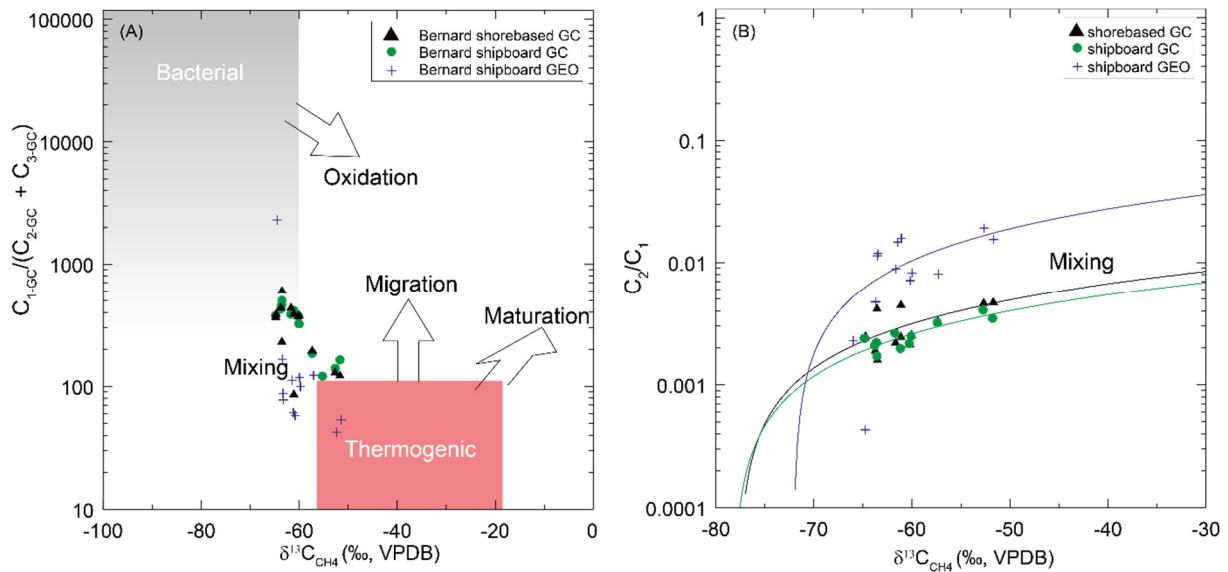 (A)
Bernard shorebased GC
Bernard shipboard GC
Bernard shipboard GEO
100000
10000
1000
100
10
C1-GC/(C2-GC + C3-GC)
Bacterial
Oxidation
Migration
Maturation
Mixing
Thermogenic
-100
-80
-60
-40
-20
0
δ¹³C_CH4 (‰, VPDB)
(B)
shorebased GC
shipboard GC
shipboard GEO
1
0.1
0.01
0.001
0.0001
C2/C1
Mixing
-80
-70
-60
-50
-40
-30
δ¹³C_CH4 (‰, VPDB)